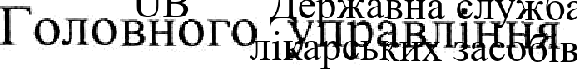 UB Державна служба
Головного управління
лікарських засобів